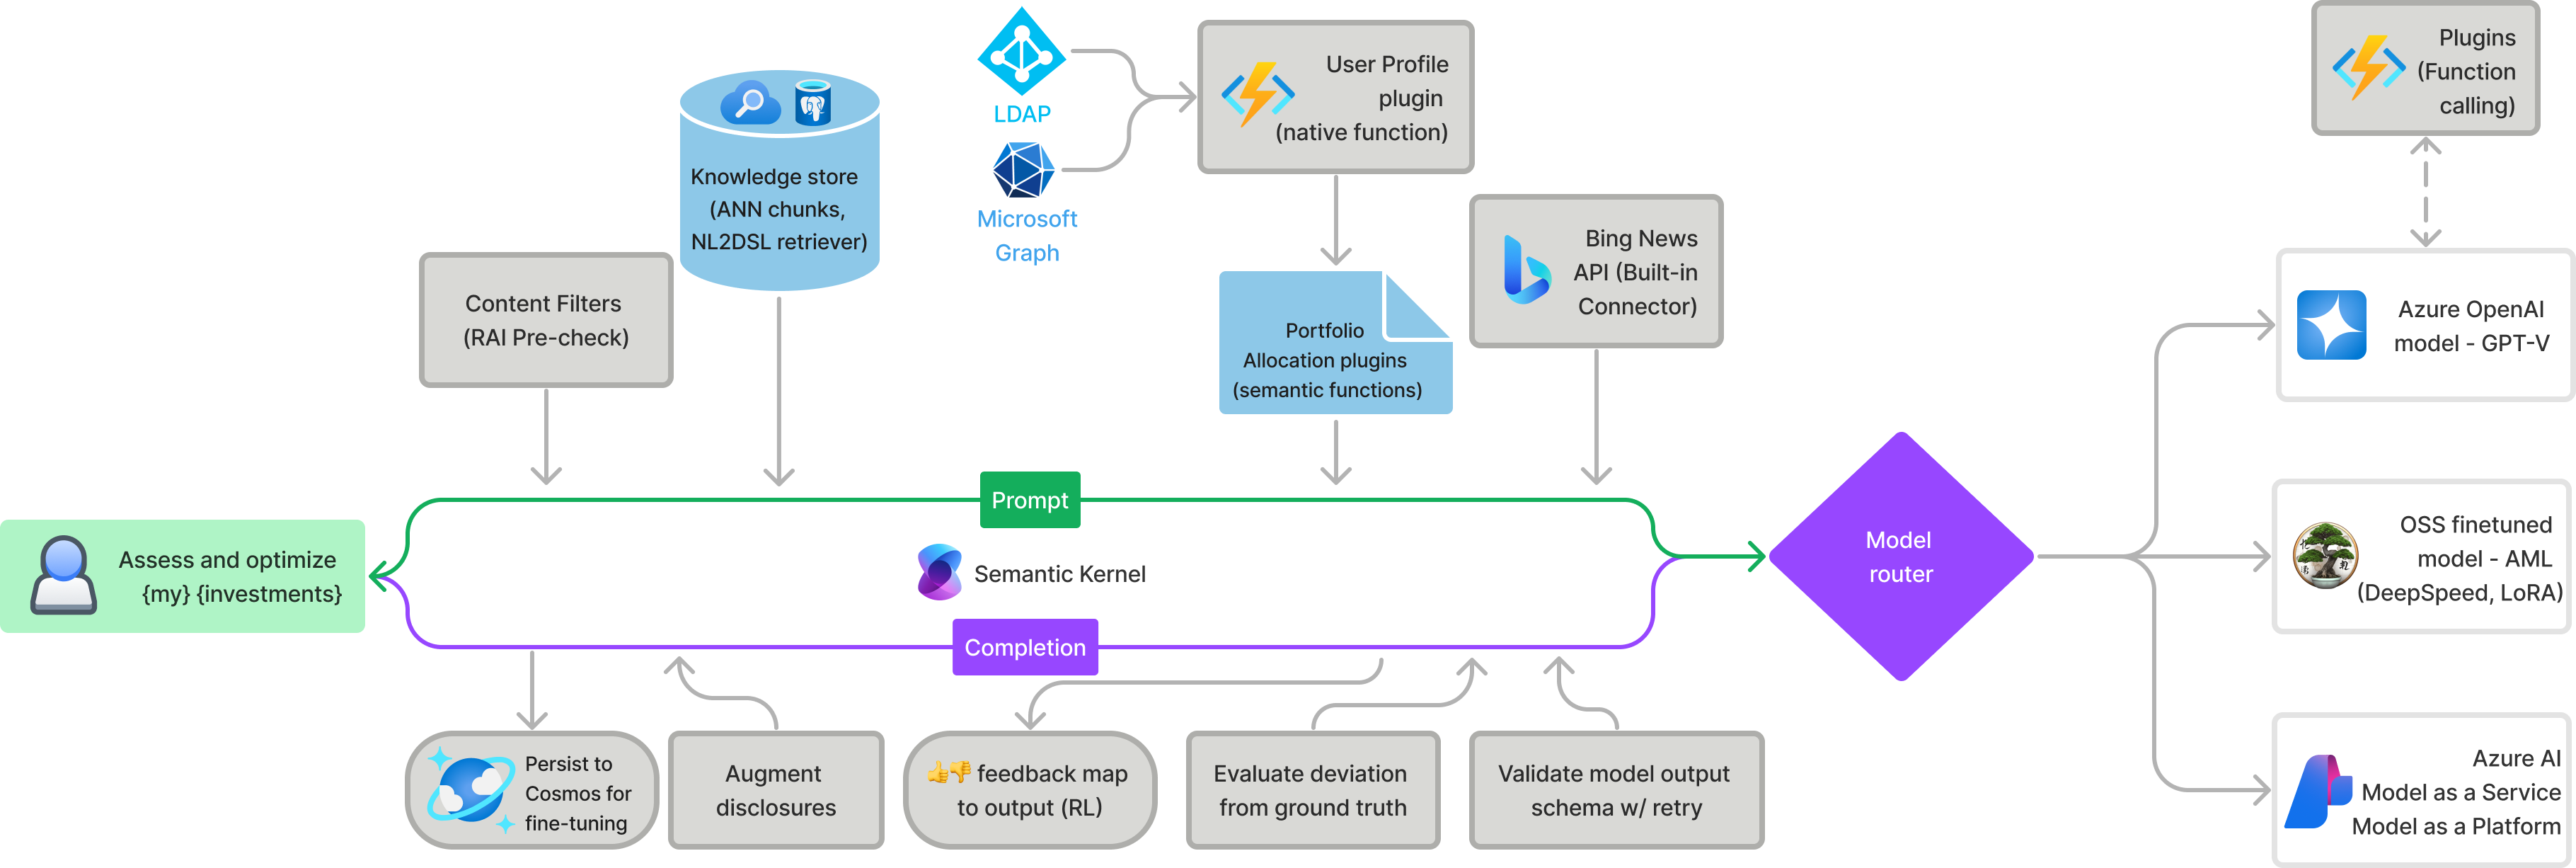 LDAP
Microsoft
Graph
User Profile
plugin
(native function)
Plugins
(Function
calling)
Knowledge store
(ANN chunks,
NL2DSL retriever)
Content Filters
(RAI Pre-check)
Portfolio
Allocation plugins
(semantic functions)
Bing News
API (Built-in
Connector)
Azure OpenAI
model - GPT-V
Prompt
Assess and optimize
{my} {investments}
Semantic Kernel
Model
router
OSS finetuned
model - AML
(DeepSpeed, LoRA)
Completion
Persist to
Cosmos for
fine-tuning
Augment
disclosures
👍👎 feedback map
to output (RL)
Evaluate deviation
from ground truth
Validate model output
schema w/ retry
Azure AI
Model as a Service
Model as a Platform